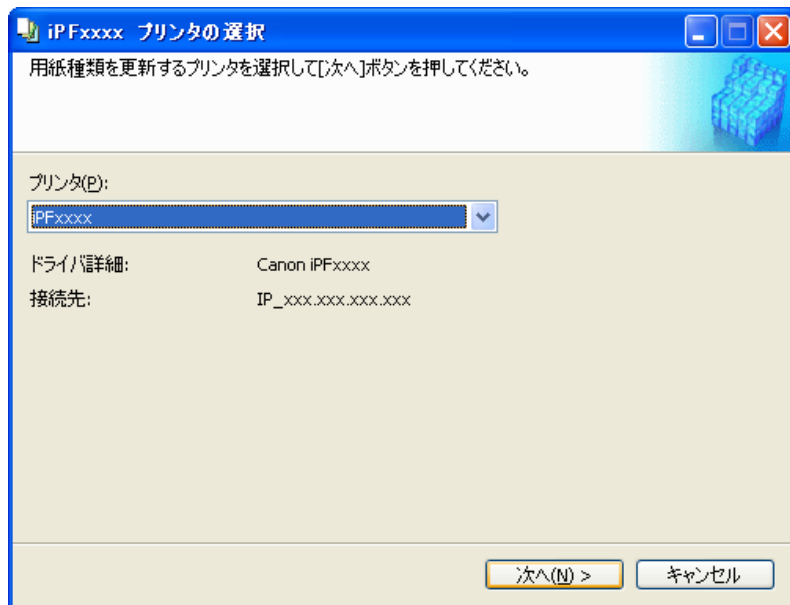 iPFxxxx プリンタの選択
用紙種類を更新するプリンタを選択して[次へ]ボタンを押してください。
プリンタ(P):
iPFxxxx
ドライバ詳細: Canon iPFxxxx
接続先: IP_xxx.xxx.xxx.xxx
次へ(N) > キャンセル